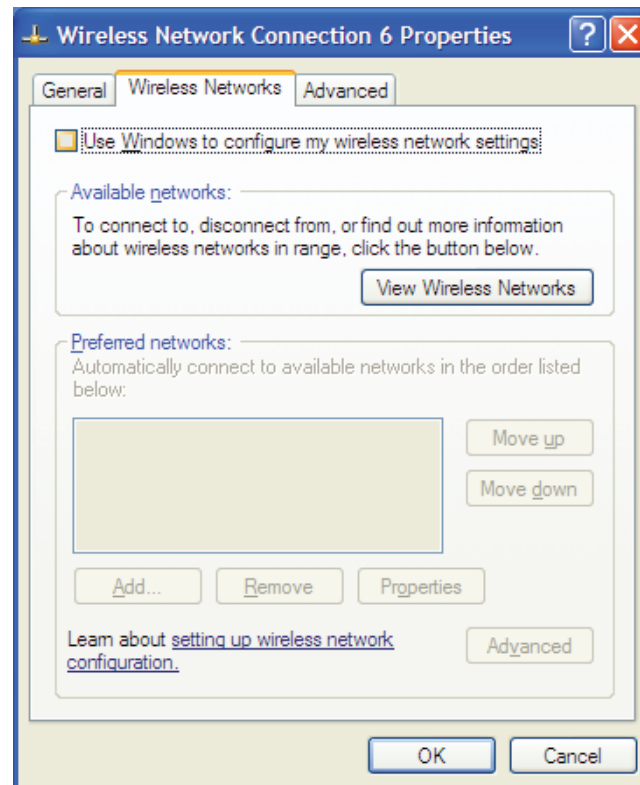 Wireless Network Connection 6 Properties
?
General
Wireless Networks
Advanced
Use Windows to configure my wireless network settings
Available networks:
To connect to, disconnect from, or find out more information
about wireless networks in range, click the button below.
View Wireless Networks
Preferred networks:
Automatically connect to available networks in the order listed
below:
Move up
Move down
Add...
Remove
Properties
Learn about setting up wireless network
configuration.
Advanced
OK
Cancel